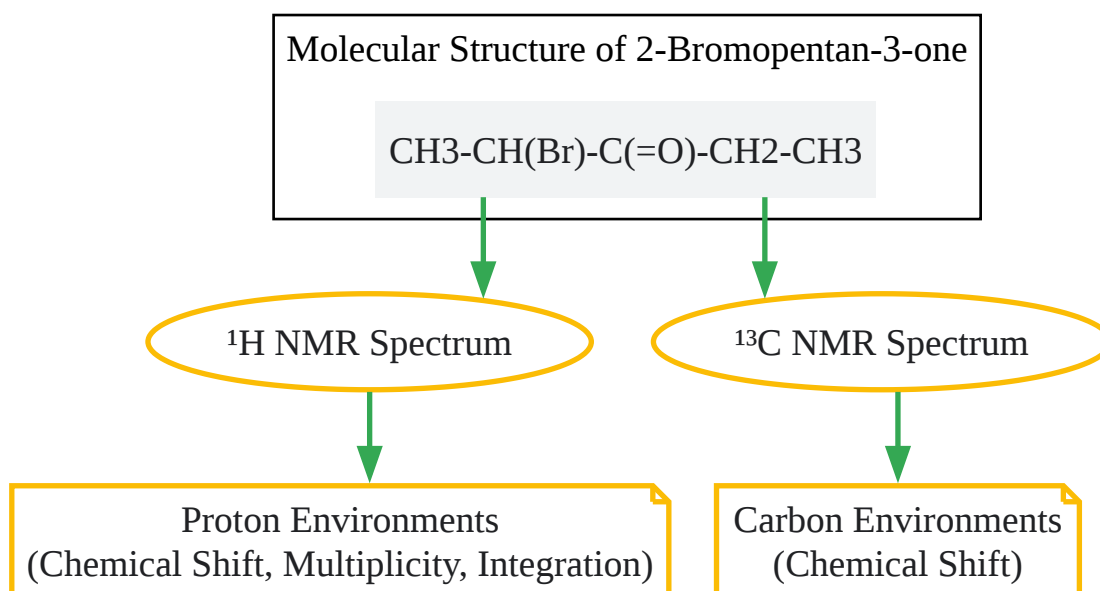 Molecular Structure of 2-Bromopentan-3-one
CH3-CH(Br)-C(=O)-CH2-CH3
¹H NMR Spectrum
¹³C NMR Spectrum
Proton Environments
(Chemical Shift, Multiplicity, Integration)
Carbon Environments
(Chemical Shift)